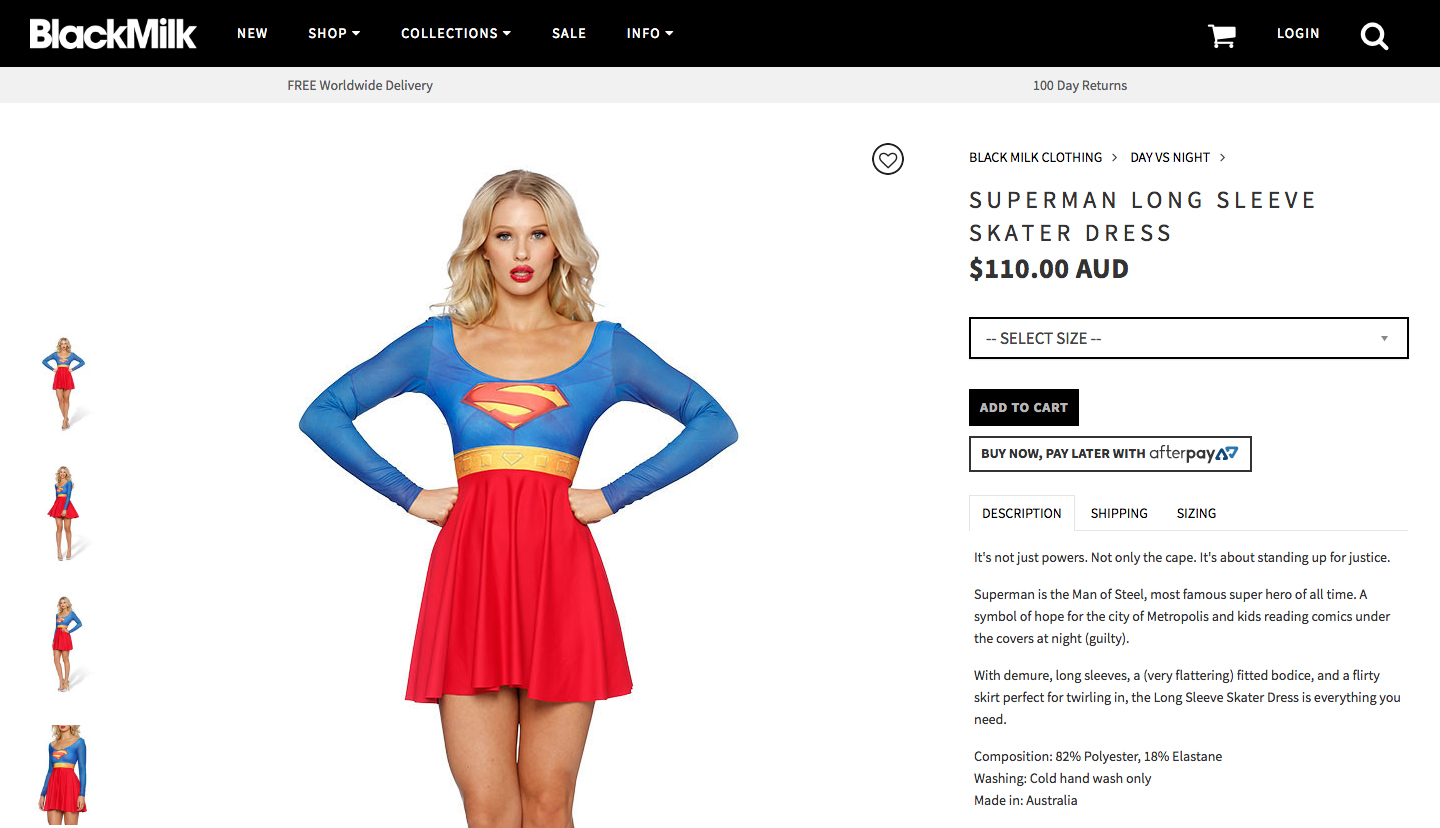 BlackMilk
NEW
SHOP
COLLECTIONS
SALE
INFO
LOGIN
FREE Worldwide Delivery
100 Day Returns
BLACK MILK CLOTHING > DAY VS NIGHT >
SUPERMAN LONG SLEEVE
SKATER DRESS
$110.00 AUD
-- SELECT SIZE --
ADD TO CART
BUY NOW, PAY LATER WITH afterpay
DESCRIPTION
SHIPPING
SIZING
It's not just powers. Not only the cape. It's about standing up for justice.
Superman is the Man of Steel, most famous super hero of all time. A
symbol of hope for the city of Metropolis and kids reading comics under
the covers at night (guilty).
With demure, long sleeves, a (very flattering) fitted bodice, and a flirty
skirt perfect for twirling in, the Long Sleeve Skater Dress is everything you
need.
Composition: 82% Polyester, 18% Elastane
Washing: Cold hand wash only
Made in: Australia